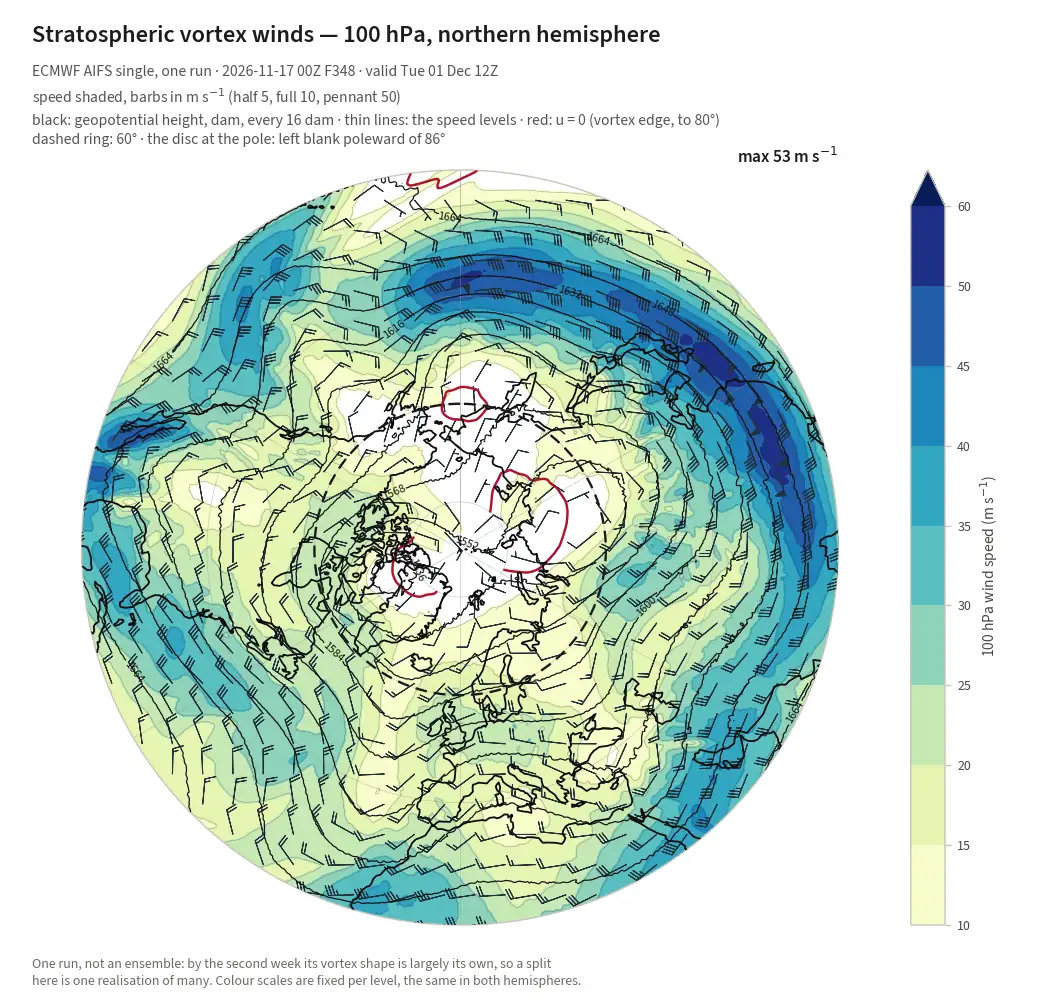 Stratospheric vortex winds — 100 hPa, northern hemisphere
ECMWF AIFS single, one run · 2026-11-17 00Z F348 · valid Tue 01 Dec 12Z
speed shaded, barbs in m s⁻¹ (half 5, full 10, pennant 50)
black: geopotential height, dam, every 16 dam · thin lines: the speed levels · red: u = 0 (vortex edge, to 80°)
dashed ring: 60° · the disc at the pole: left blank poleward of 86°
max 53 m s⁻¹
1664
1664
1632
1648
1616
1664
1568
1552
1600
1584
1664
1664
60
50
45
40
35
30
25
20
15
10
100 hPa wind speed (m s⁻¹)
One run, not an ensemble: by the second week its vortex shape is largely its own, so a split
here is one realisation of many. Colour scales are fixed per level, the same in both hemispheres.